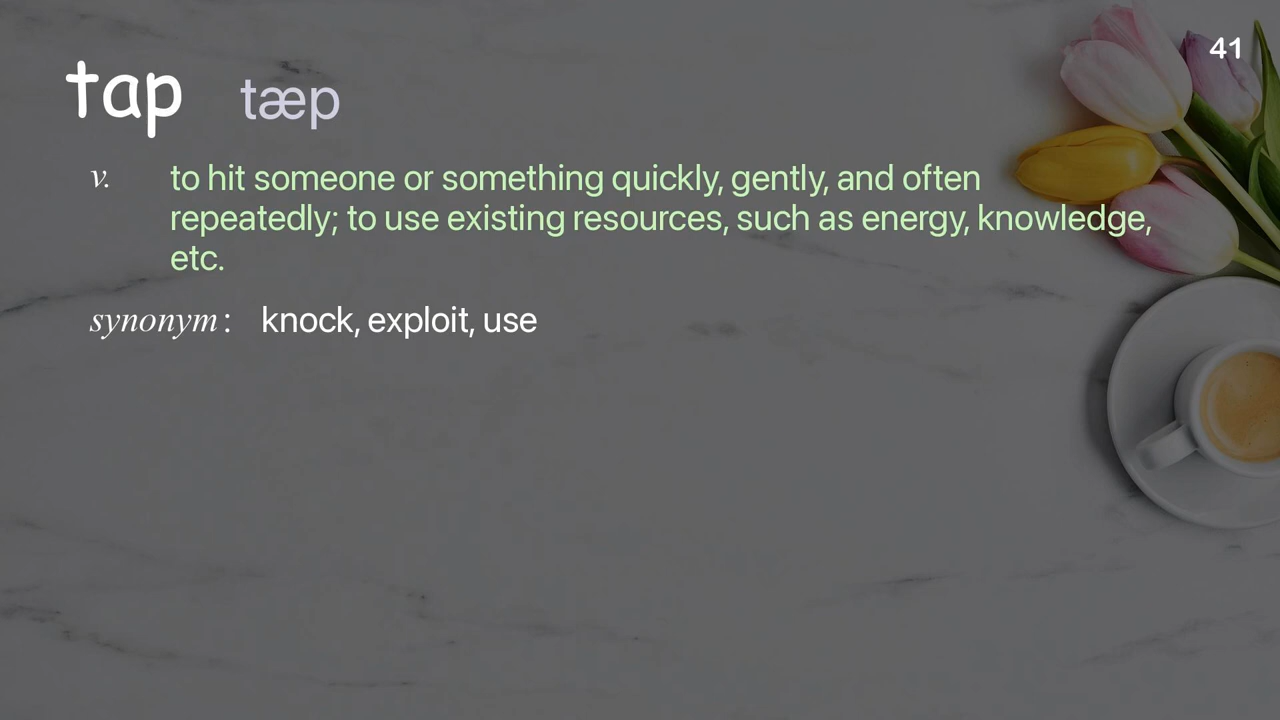 41
tap tæp
v. to hit someone or something quickly, gently, and often
repeatedly; to use existing resources, such as energy, knowledge,
etc.
synonym: knock, exploit, use